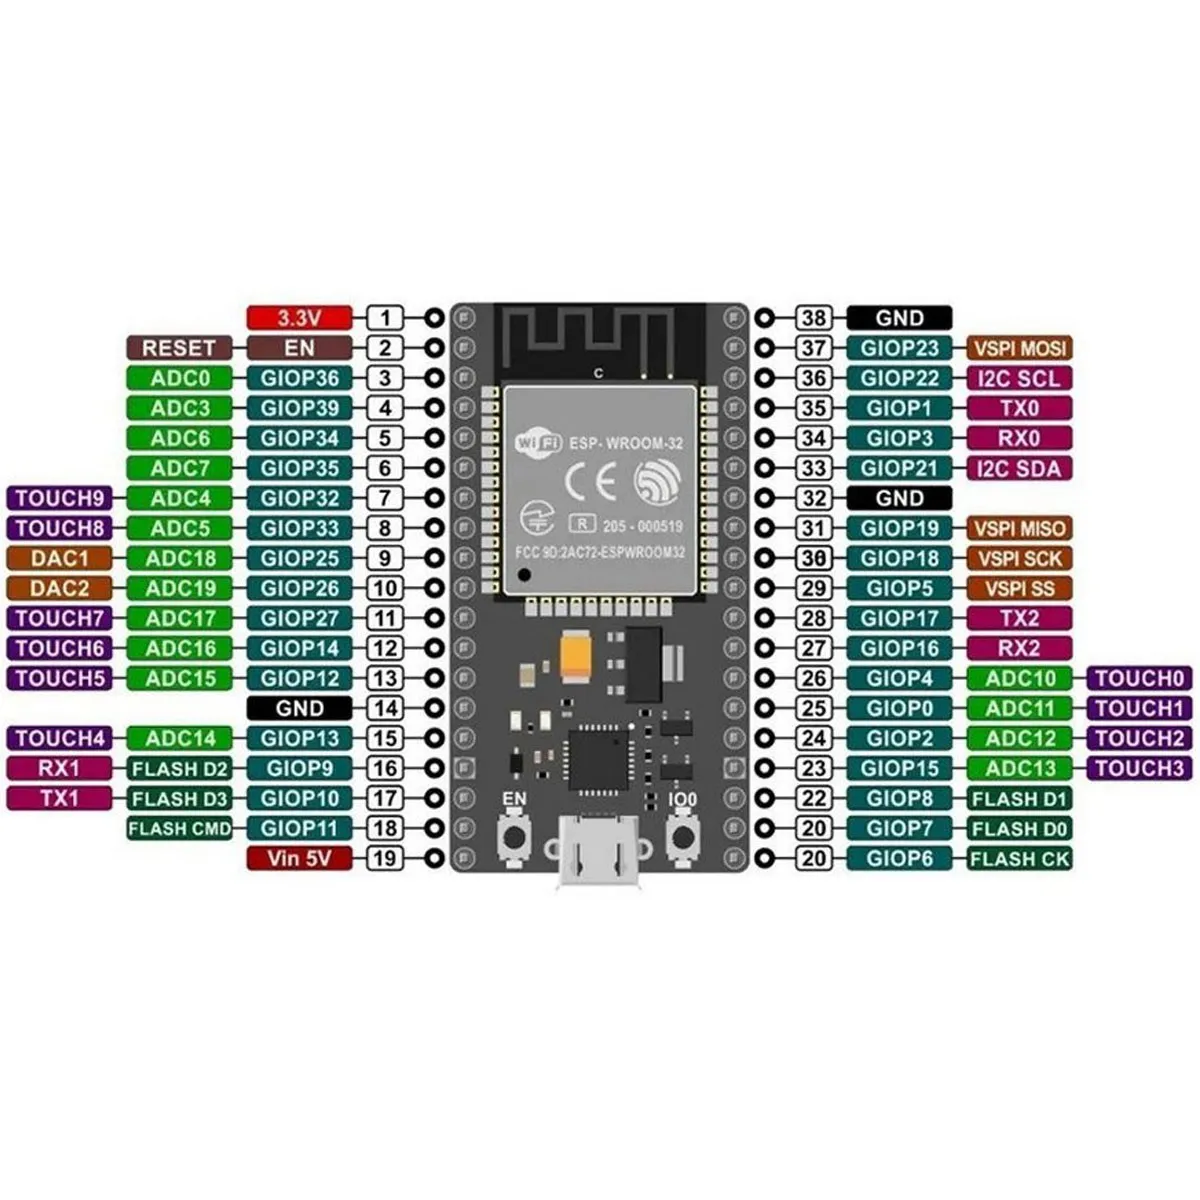 3.3V 1 38 GND
RESET EN 2 37 GIOP23 VSPI MOSI
ADC0 GIOP36 3 36 GIOP22 I2C SCL
C
ADC3 GIOP39 4 35 GIOP1 TX0
ADC6 GIOP34 5 WiFi ESP- WROOM-32 34 GIOP3 RX0
ADC7 GIOP35 6 33 GIOP21 I2C SDA
CE
TOUCH9 ADC4 GIOP32 7 32 GND
TOUCH8 ADC5 GIOP33 8 R 205 - 000519 31 GIOP19 VSPI MISO
DAC1 ADC18 GIOP25 9 FCC 9D:2AC72-ESPWROOM32 30 GIOP18 VSPI SCK
DAC2 ADC19 GIOP26 10 29 GIOP5 VSPI SS
TOUCH7 ADC17 GIOP27 11 28 GIOP17 TX2
TOUCH6 ADC16 GIOP14 12 27 GIOP16 RX2
TOUCH5 ADC15 GIOP12 13 26 GIOP4 ADC10 TOUCH0
GND 14 25 GIOP0 ADC11 TOUCH1
TOUCH4 ADC14 GIOP13 15 24 GIOP2 ADC12 TOUCH2
RX1 FLASH D2 GIOP9 16 23 GIOP15 ADC13 TOUCH3
TX1 FLASH D3 GIOP10 17 EN IO0 22 GIOP8 FLASH D1
FLASH CMD GIOP11 18 20 GIOP7 FLASH D0
Vin 5V 19 20 GIOP6 FLASH CK